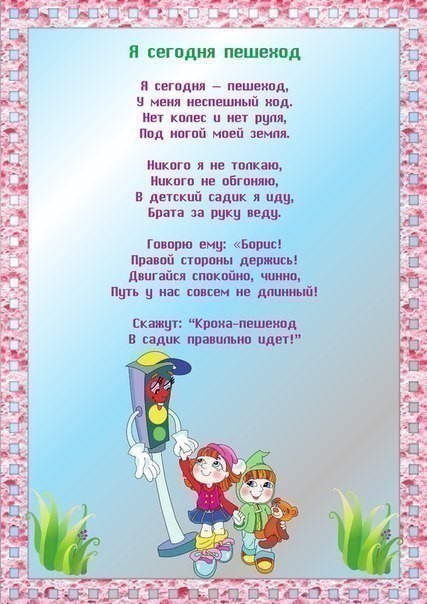 Я сегодня пешеход
Я сегодня – пешеход,
У меня неспешный ход.
Нет колес и нет руля,
Под ногой моей земля.
Никого я не толкаю,
Никого не обгоняю,
В детский садик я иду,
Брата за руку веду.
Говорю ему: «Борис!
Правой стороны держись!
Двигайся спокойно, чинно,
Путь у нас совсем не длинный!
Скажут: “Кроха-пешеход
В садик правильно идет!”